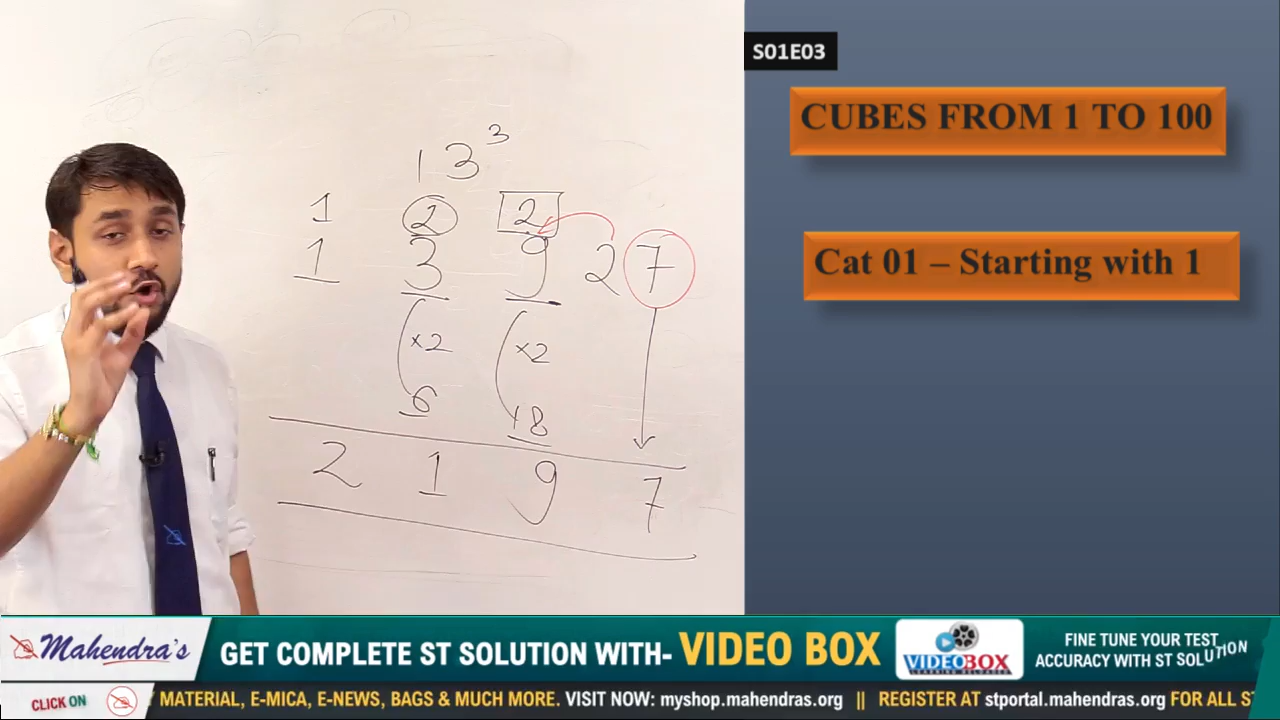 S01E03
CUBES FROM 1 TO 100
Cat 01 – Starting with 1
13³
1 2 2
1 3 9 27
×2 ×2
6 18
2 1 9 7
Mahendra's
GET COMPLETE ST SOLUTION WITH- VIDEO BOX
VIDEOBOX
LEARNING RELOADED
FINE TUNE YOUR TEST
ACCURACY WITH ST SOLUTION
CLICK ON
MATERIAL, E-MICA, E-NEWS, BAGS & MUCH MORE. VISIT NOW: myshop.mahendras.org || REGISTER AT stportal.mahendras.org FOR ALL ST